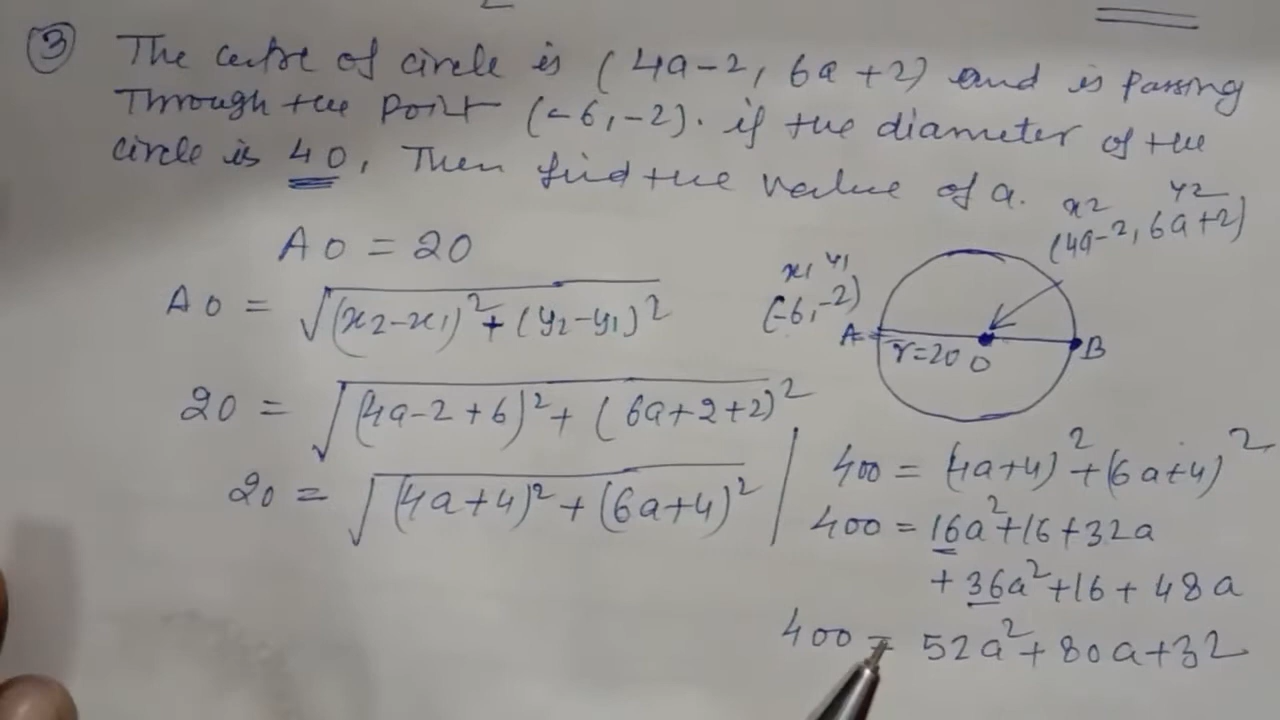 ③ The centre of circle is (4a-2, 6a+2) and is passing
Through the point (-6,-2). if the diameter of the
circle is 40, Then find the value of a.
x2 y2
(4a-2, 6a+2)
AO = 20
x1 y1
(-6,-2)
AO = √(x2-x1)²+(y2-y1)²
A r=20 O B
20 = √(4a-2+6)²+(6a+2+2)²
20 = √(4a+4)²+(6a+4)²
400 = (4a+4)²+(6a+4)²
400 = 16a²+16+32a
+36a²+16+48a
400 = 52a²+80a+32